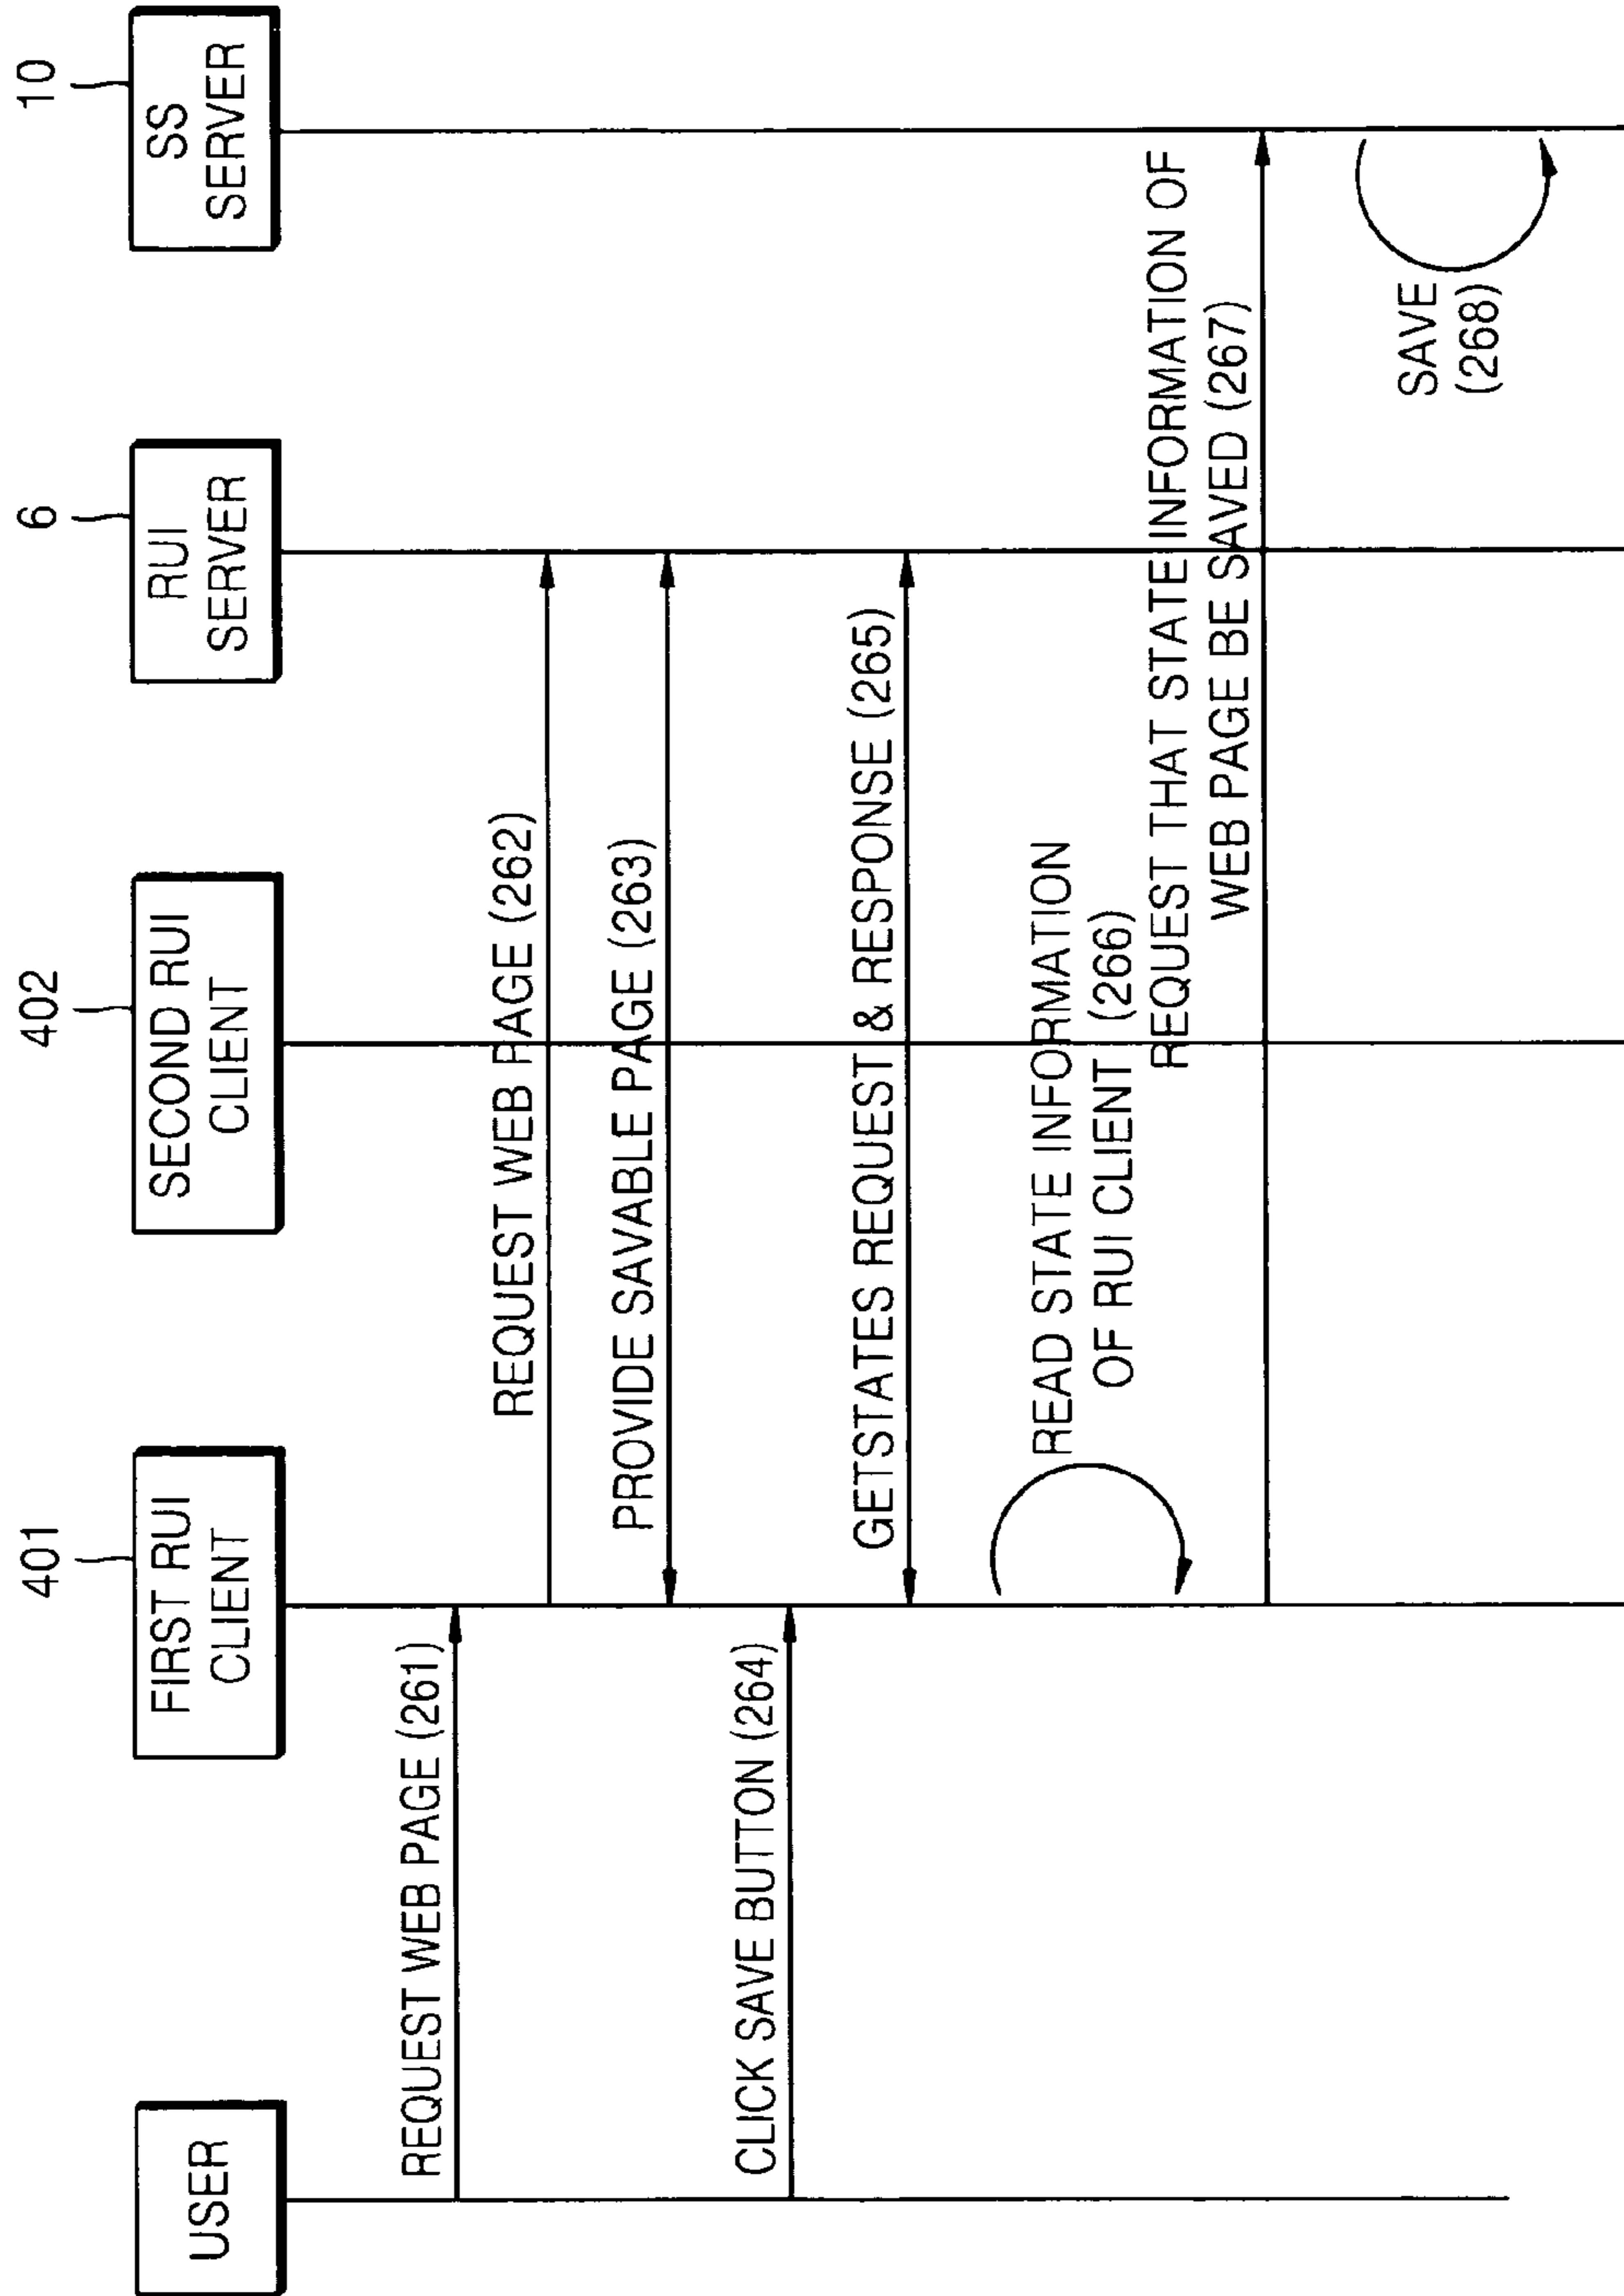 USER
401
FIRST RUI
CLIENT
402
SECOND RUI
CLIENT
6
RUI
SERVER
10
SS
SERVER
REQUEST WEB PAGE (261)
REQUEST WEB PAGE (262)
PROVIDE SAVABLE PAGE (263)
CLICK SAVE BUTTON (264)
GETSTATES REQUEST & RESPONSE (265)
READ STATE INFORMATION
OF RUI CLIENT (266)
REQUEST THAT STATE INFORMATION OF
WEB PAGE BE SAVED (267)
SAVE
(268)